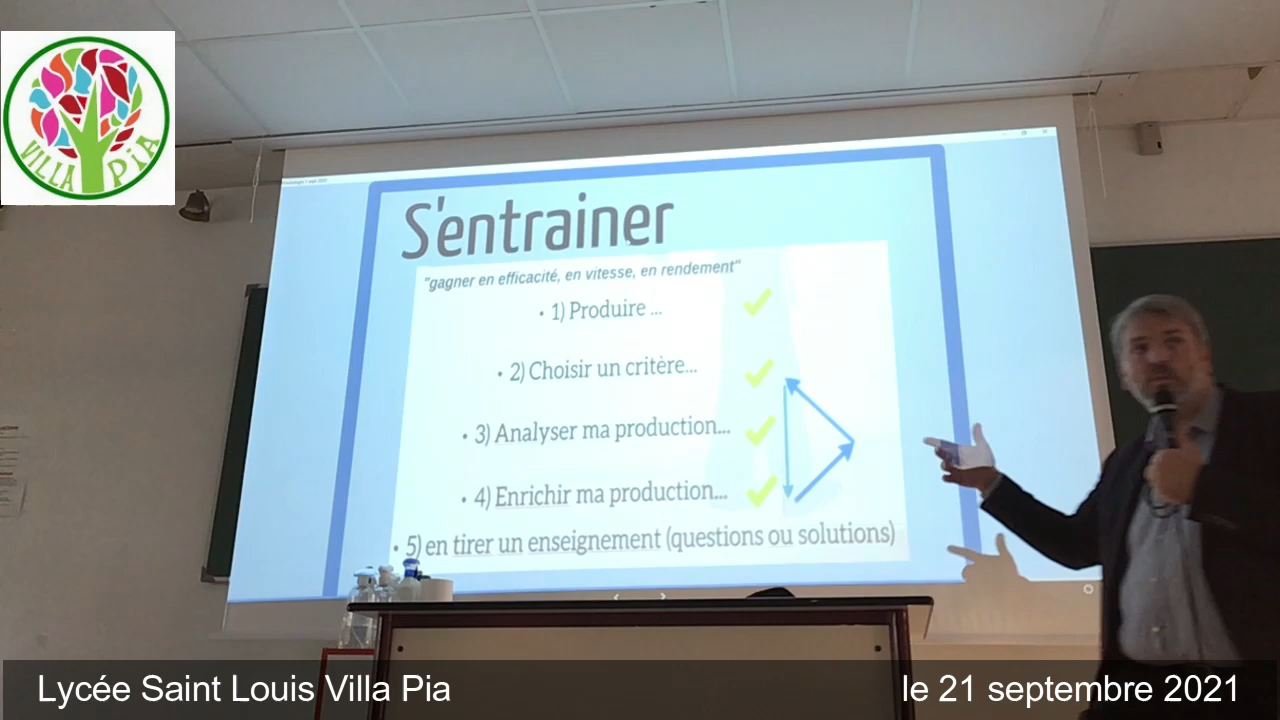 VILLA PIA
S'entrainer
"gagner en efficacité, en vitesse, en rendement"
• 1) Produire ...
• 2) Choisir un critère...
• 3) Analyser ma production...
• 4) Enrichir ma production...
• 5) en tirer un enseignement (questions ou solutions)
Lycée Saint Louis Villa Pia
le 21 septembre 2021